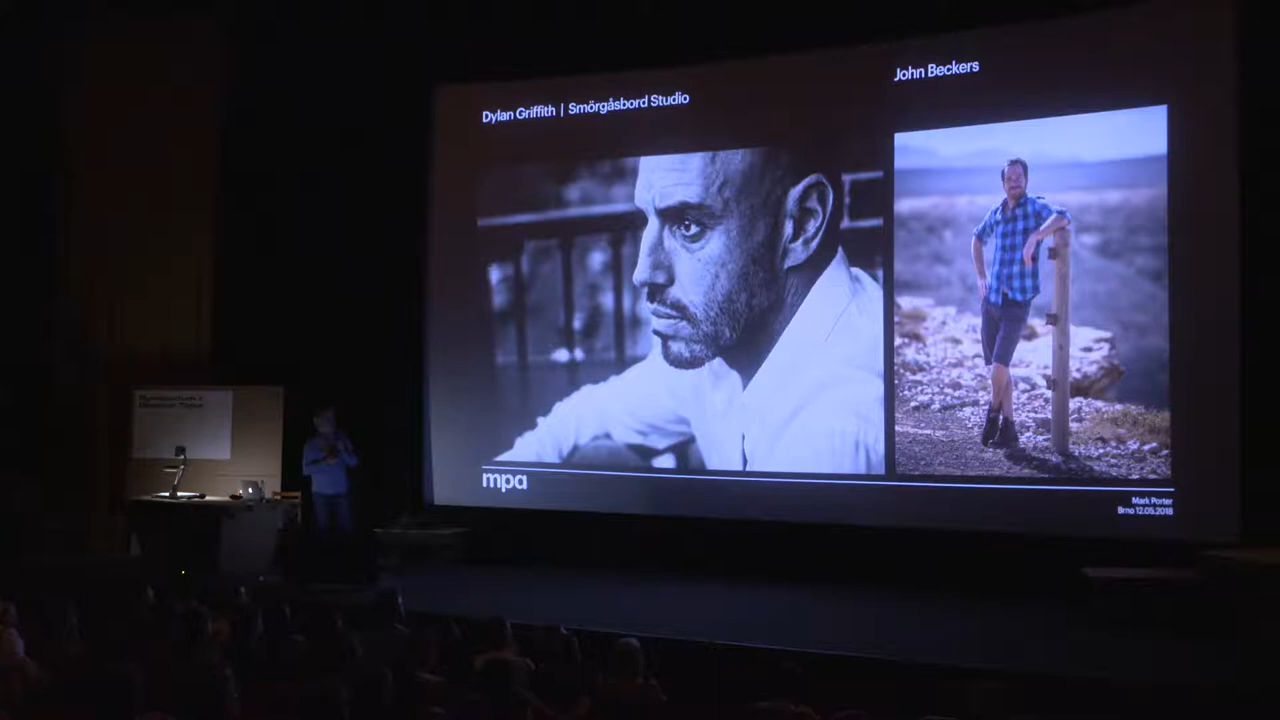 Dylan Griffith | Smörgåsbord Studio
John Beckers
mpa
Mark Porter
Brno 12.05.2018